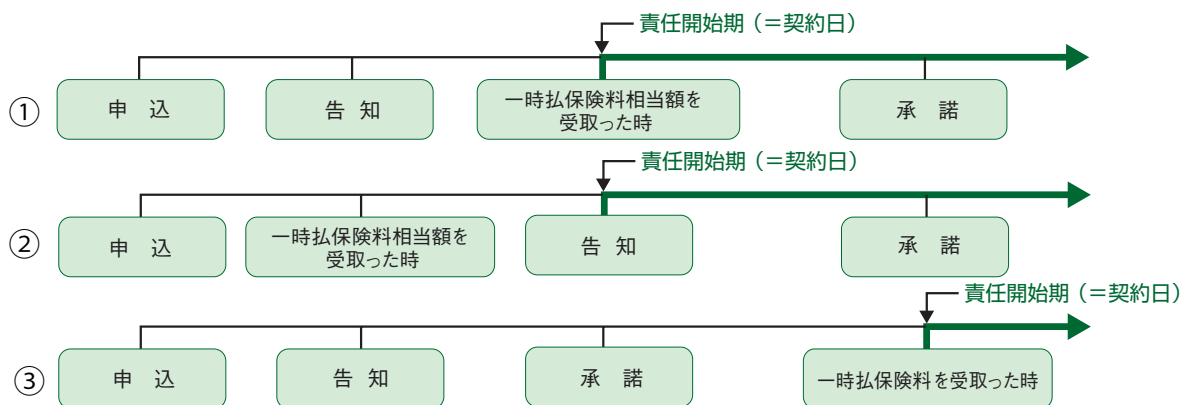 責任開始期（＝契約日）
①
申 込
告 知
一時払保険料相当額を
受取った時
承 諾
責任開始期（＝契約日）
②
申 込
一時払保険料相当額を
受取った時
告 知
承 諾
責任開始期（＝契約日）
③
申 込
告 知
承 諾
一時払保険料を受取った時